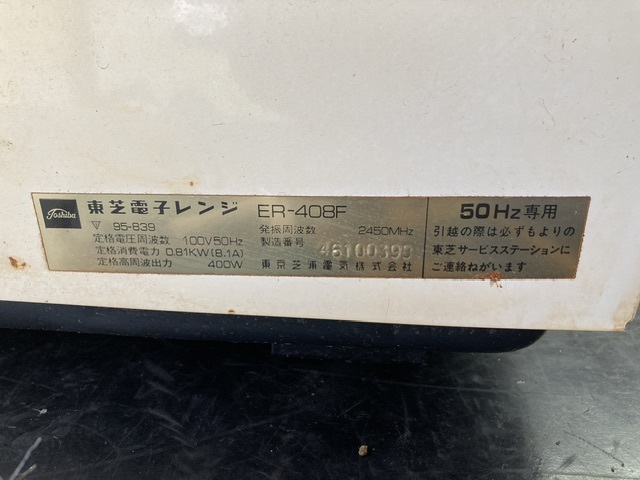 Toshiba
東芝電子レンジ ER-408F
▽ 95-839
定格電圧周波数 100V50Hz
定格消費電力 0.81KW(8.1A)
定格高周波出力 400W
発振周波数 2450MHz
製造番号 46100399
東京芝浦電気株式会社
50Hz専用
引越の際は必ずもよりの
東芝サービスステーションに
ご連絡ねがいます